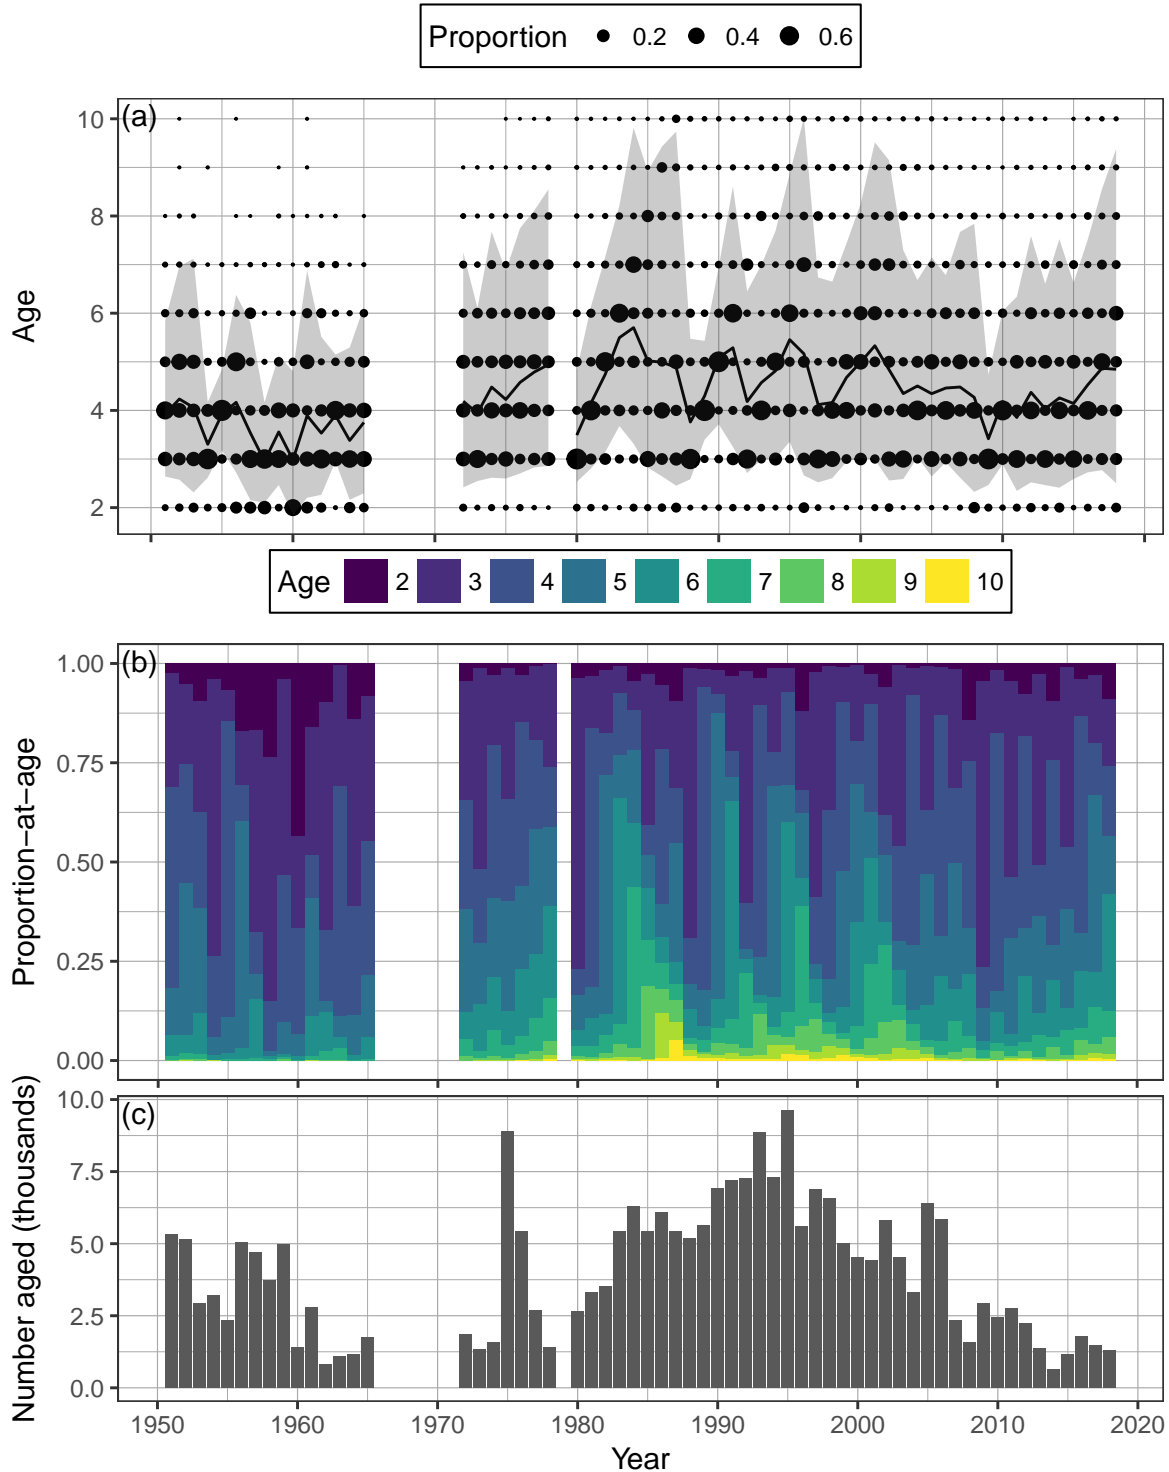 Proportion 0.2 0.4 0.6
(a)
Age
10
8
6
4
2
Age 2 3 4 5 6 7 8 9 10
(b)
Proportion−at−age
1.00
0.75
0.50
0.25
0.00
(c)
Number aged (thousands)
10.0
7.5
5.0
2.5
0.0
1950 1960 1970 1980 1990 2000 2010 2020
Year